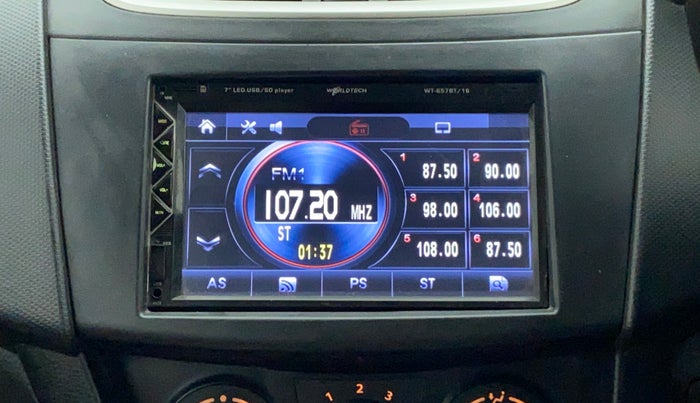 7" LED.USB/SD player WORLDTECH WT-657BT/16
FM1
107.20 MHZ
ST
01:37
1 87.50 2 90.00
3 98.00 4 106.00
5 108.00 6 87.50
AS PS ST
1 2 3